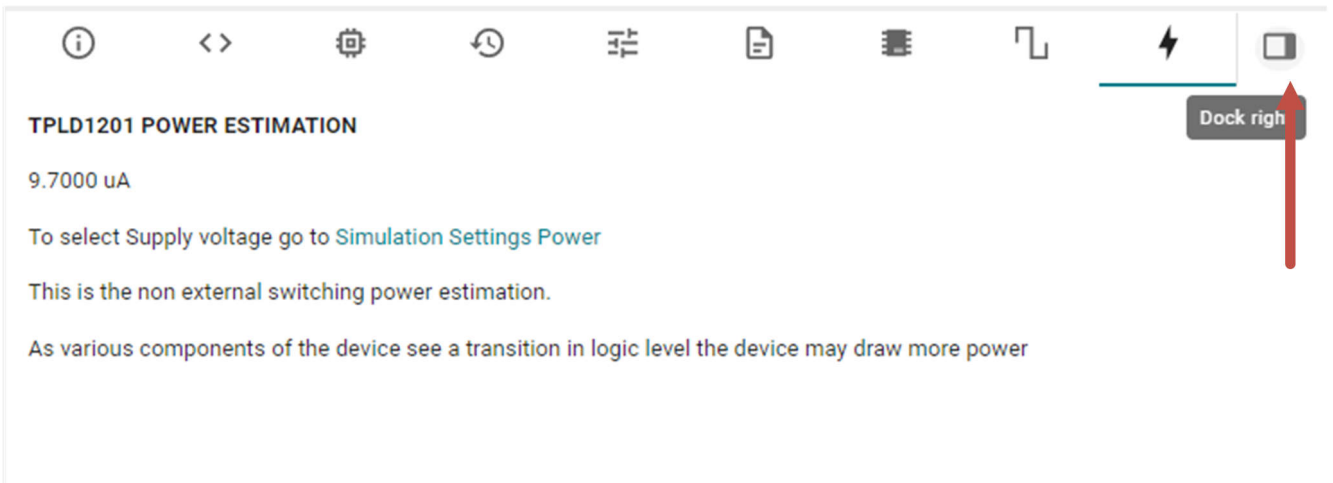 Dock right
TPLD1201 POWER ESTIMATION
9.7000 uA
To select Supply voltage go to Simulation Settings Power
This is the non external switching power estimation.
As various components of the device see a transition in logic level the device may draw more power